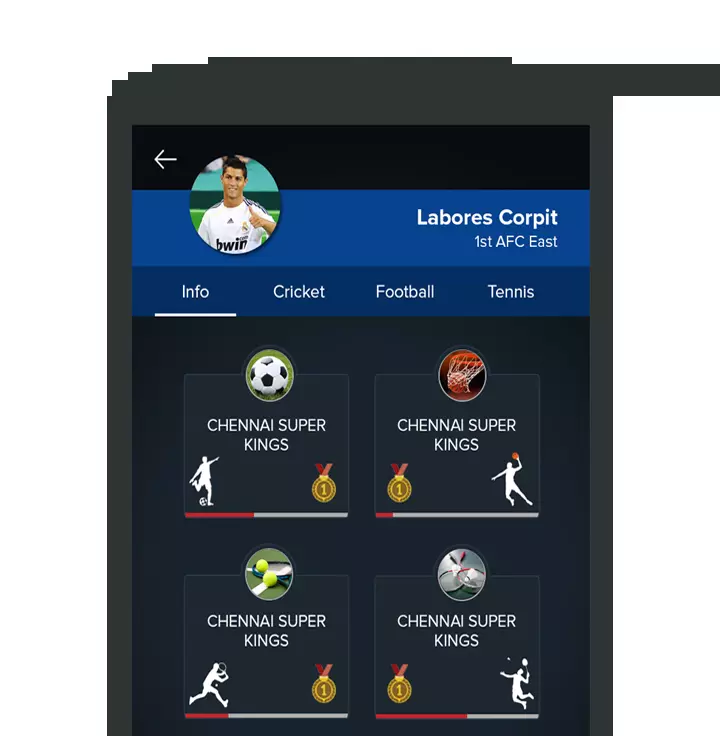 bwin
Labores Corpit
1st AFC East
Info
Cricket
Football
Tennis
CHENNAI SUPER
KINGS
1
CHENNAI SUPER
KINGS
1
CHENNAI SUPER
KINGS
1
CHENNAI SUPER
KINGS
1